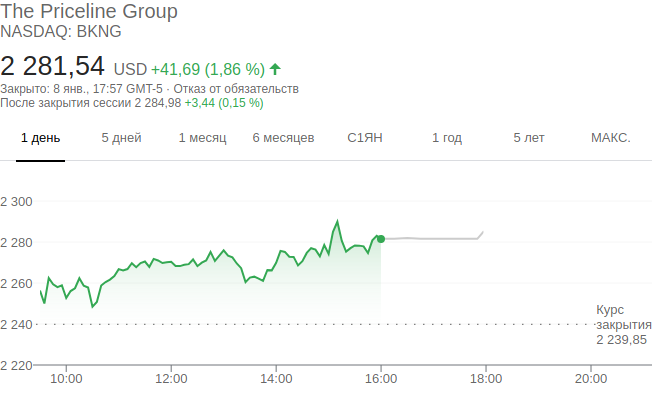 The Priceline Group
NASDAQ: BKNG
2 281,54 USD +41,69 (1,86 %)
Закрыто: 8 янв., 17:57 GMT-5 · Отказ от обязательств
После закрытия сессии 2 284,98 +3,44 (0,15 %)
1 день 5 дней 1 месяц 6 месяцев С1ЯН 1 год 5 лет МАКС.
2 300
2 280
2 260
2 240
2 220
Курс
закрытия
2 239,85
10:00 12:00 14:00 16:00 18:00 20:00